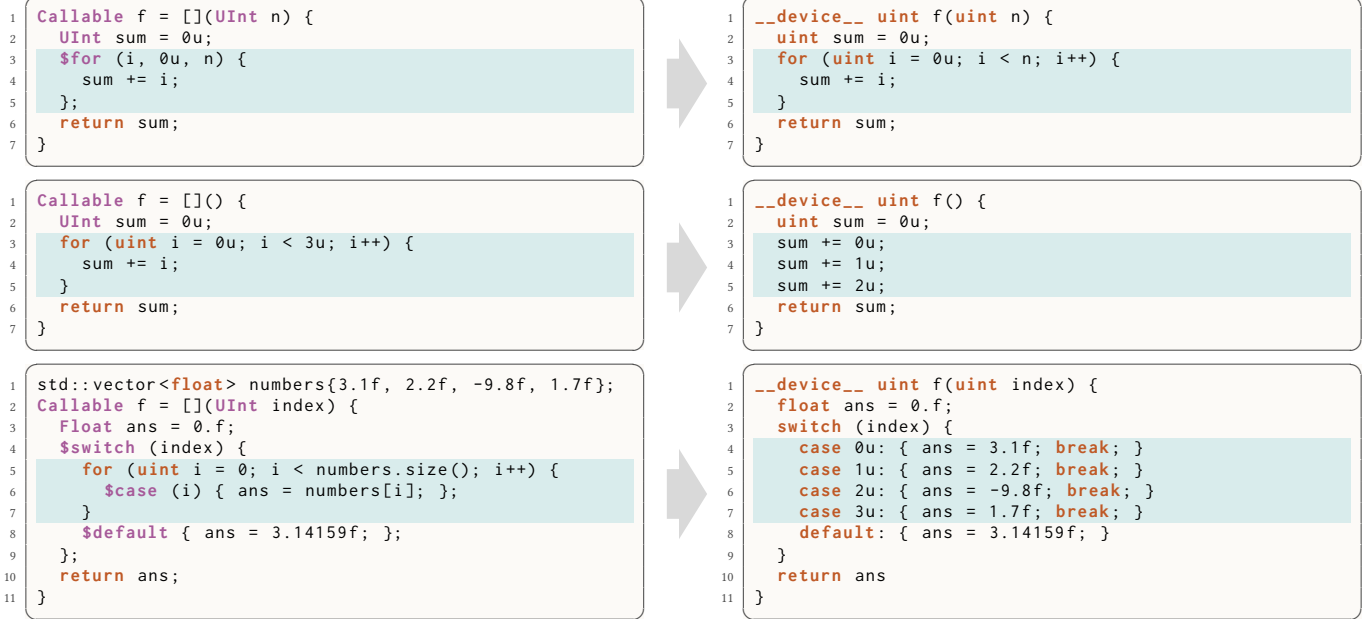 1 Callable f = [](UInt n) {
2   UInt sum = 0u;
3   $for (i, 0u, n) {
4     sum += i;
5   };
6   return sum;
7 }
1 __device__ uint f(uint n) {
2   uint sum = 0u;
3   for (uint i = 0u; i < n; i++) {
4     sum += i;
5   }
6   return sum;
7 }
1 Callable f = []() {
2   UInt sum = 0u;
3   for (uint i = 0u; i < 3u; i++) {
4     sum += i;
5   }
6   return sum;
7 }
1 __device__ uint f() {
2   uint sum = 0u;
3   sum += 0u;
4   sum += 1u;
5   sum += 2u;
6   return sum;
7 }
1 std::vector<float> numbers{3.1f, 2.2f, -9.8f, 1.7f};
2 Callable f = [](UInt index) {
3   Float ans = 0.f;
4   $switch (index) {
5     for (uint i = 0; i < numbers.size(); i++) {
6       $case (i) { ans = numbers[i]; };
7     }
8     $default { ans = 3.14159f; };
9   };
10   return ans;
11 }
1 __device__ uint f(uint index) {
2   float ans = 0.f;
3   switch (index) {
4     case 0u: { ans = 3.1f; break; }
5     case 1u: { ans = 2.2f; break; }
6     case 2u: { ans = -9.8f; break; }
7     case 3u: { ans = 1.7f; break; }
8     default: { ans = 3.14159f; }
9   }
10   return ans
11 }